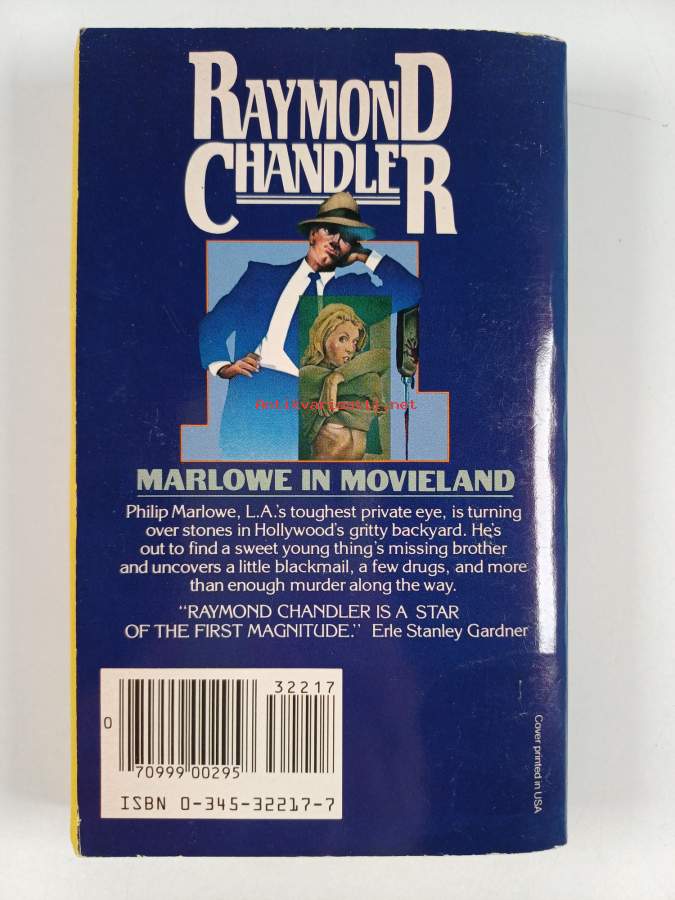 RAYMOND
CHANDLER
Antikvariaatti.net
MARLOWE IN MOVIELAND
Philip Marlowe, L.A.'s toughest private eye, is turning
over stones in Hollywood's gritty backyard. He's
out to find a sweet young thing's missing brother
and uncovers a little blackmail, a few drugs, and more
than enough murder along the way.
"RAYMOND CHANDLER IS A STAR
OF THE FIRST MAGNITUDE." Erle Stanley Gardner
32217
0
70999 00295
ISBN 0-345-32217-7
Cover printed in USA